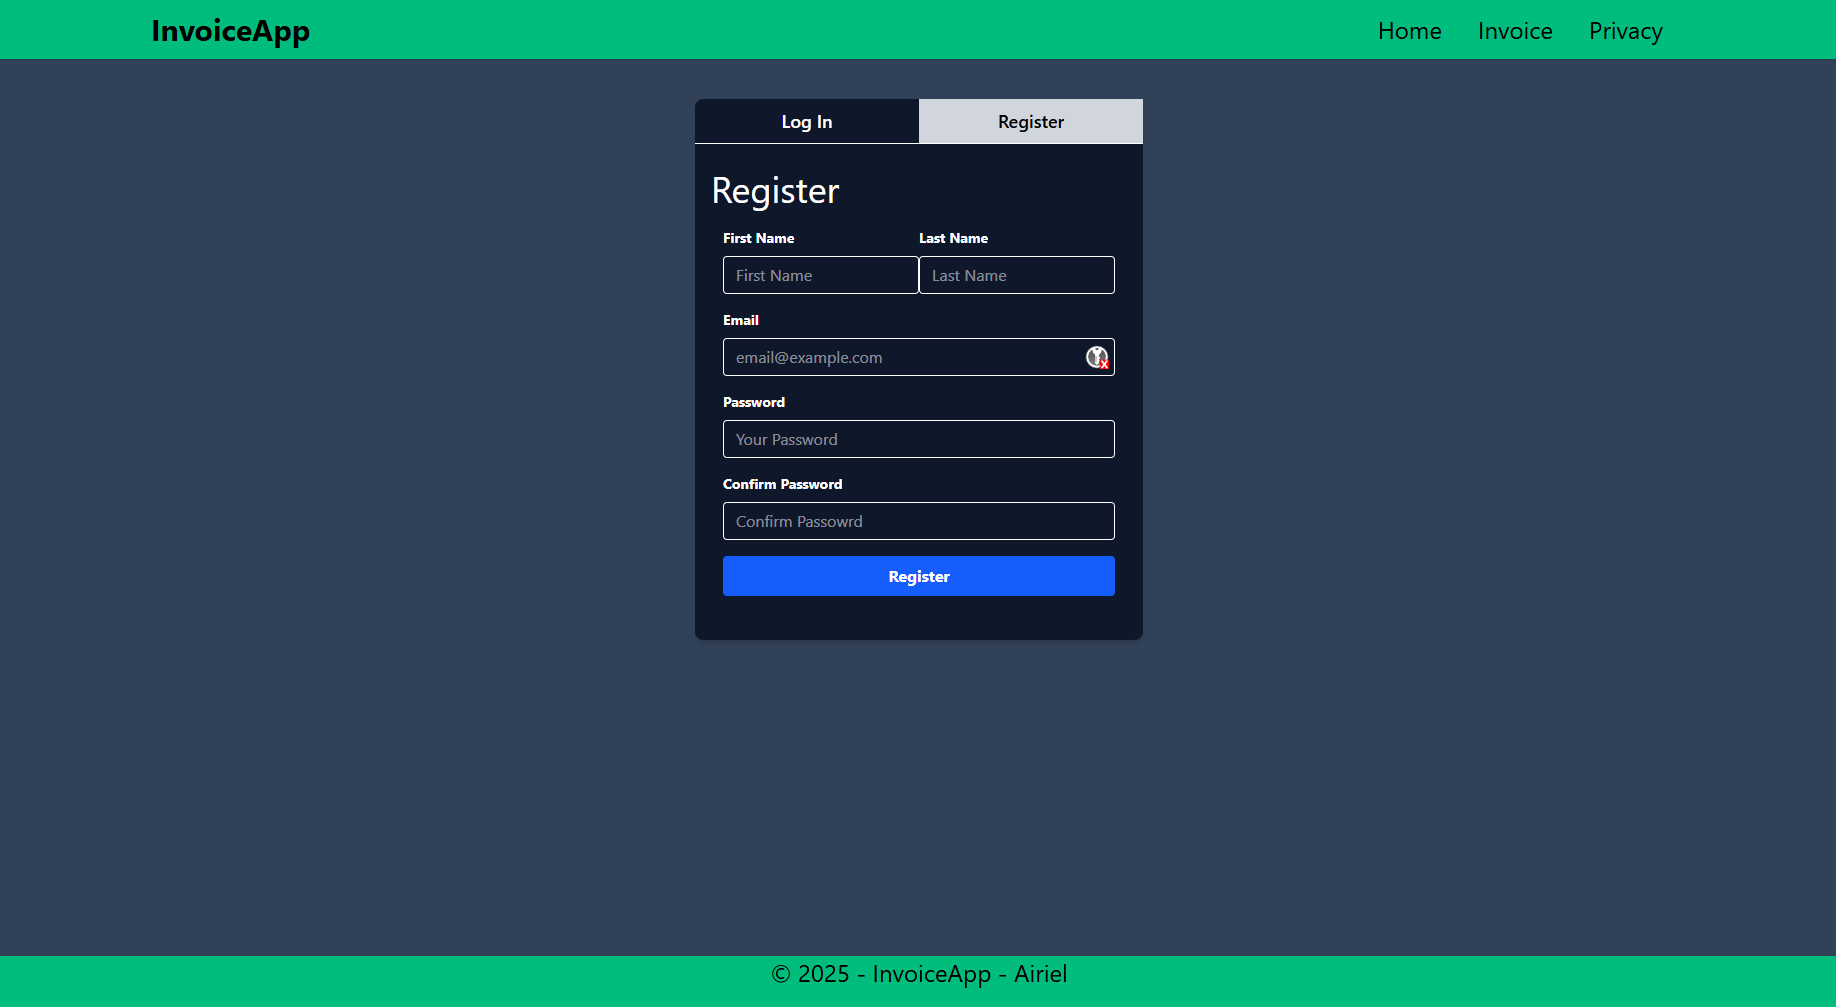 InvoiceApp Home Invoice Privacy
Log In Register
Register
First Name Last Name
First Name Last Name
Email
email@example.com
Password
Your Password
Confirm Password
Confirm Passowrd
Register
© 2025 - InvoiceApp - Airiel